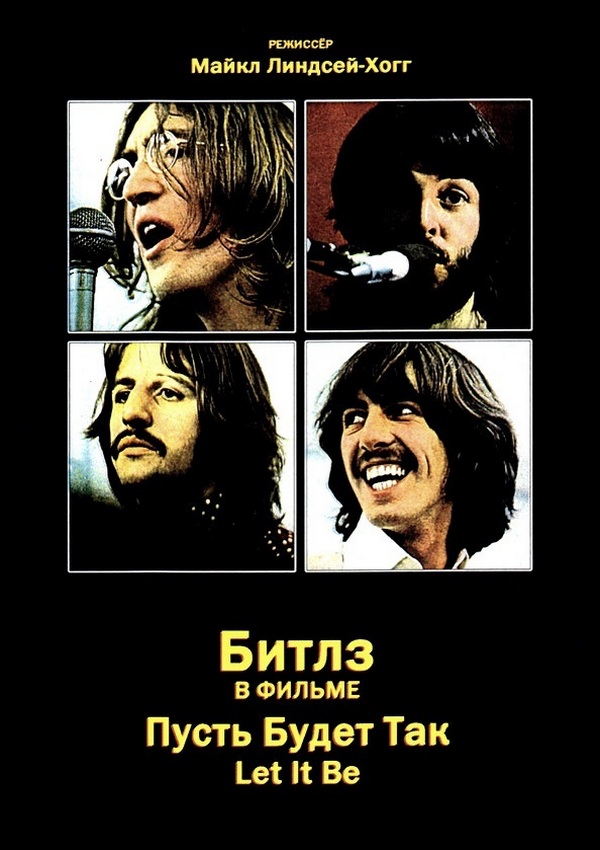 РЕЖИССЁР
Майкл Линдсей-Хогг
Битлз
В ФИЛЬМЕ
Пусть Будет Так
Let It Be